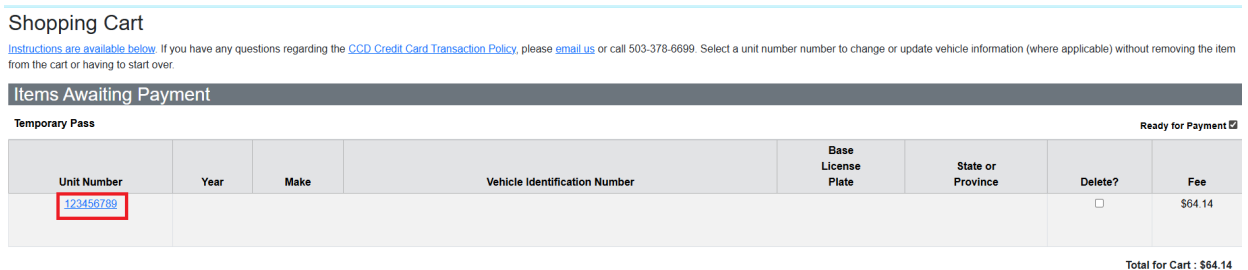 Shopping Cart
Instructions are available below. If you have any questions regarding the CCD Credit Card Transaction Policy, please email us or call 503-378-6699. Select a unit number number to change or update vehicle information (where applicable) without removing the item
from the cart or having to start over.
Items Awaiting Payment
Temporary Pass
Ready for Payment
Unit Number
Year
Make
Vehicle Identification Number
Base
License
Plate
State or
Province
Delete?
Fee
123456789
$64.14
Total for Cart : $64.14